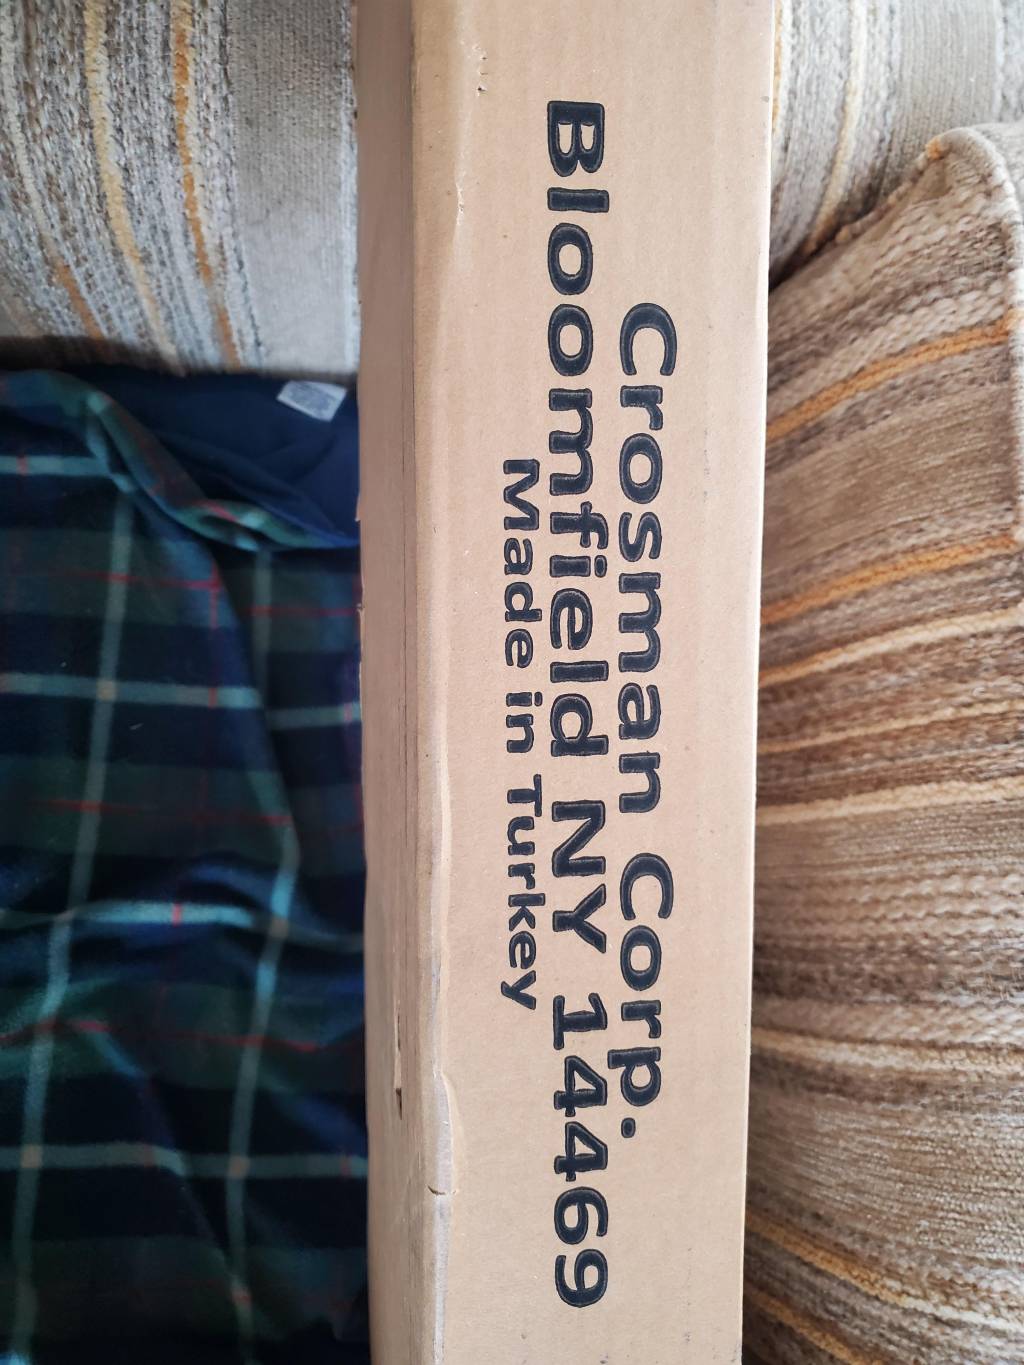 Crosman Corp.
Bloomfield NY 14469
Made in Turkey